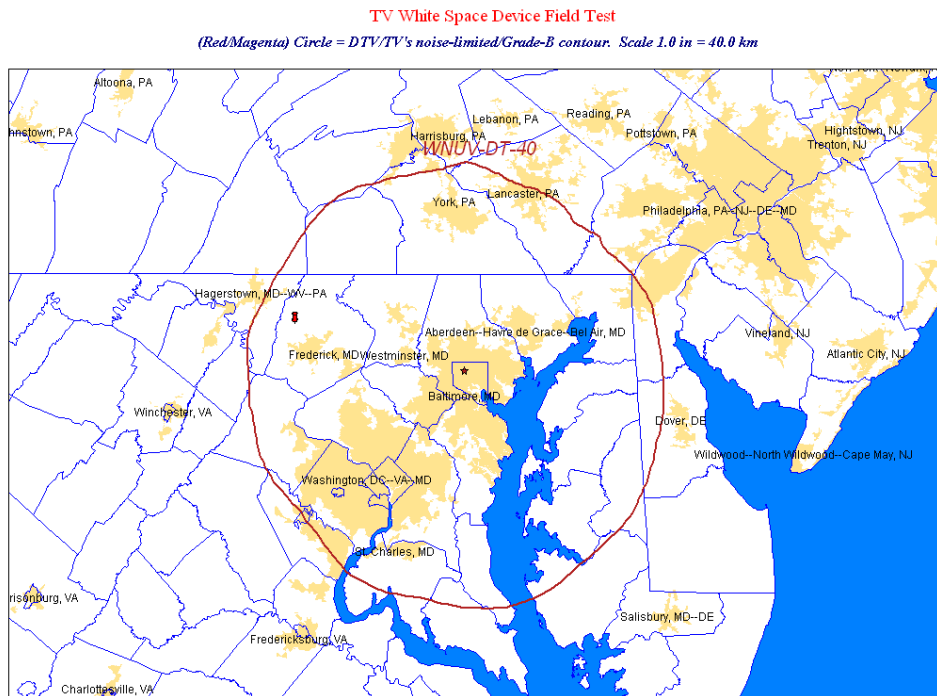 TV White Space Device Field Test
(Red/Magenta) Circle = DTV/TV's noise-limited/Grade-B contour. Scale 1.0 in = 40.0 km
Altoona, PA
Lebanon, PA
Reading, PA
hnstown, PA
Harrisburg, PA
Pottstown, PA
Hightstown, NJ
Trenton, NJ
WNUV-DT-40
Lancaster, PA
York, PA
Philadelphia, PA--NJ--DE--MD
Hagerstown, MD--WV--PA
Aberdeen--Havre de Grace--Bel Air, MD
Vineland, NJ
Frederick, MD
Westminster, MD
Atlantic City, NJ
Baltimore, MD
Winchester, VA
Dover, DE
Wildwood--North Wildwood--Cape May, NJ
Washington, DC--VA--MD
St. Charles, MD
risonburg, VA
Salisbury, MD--DE
Fredericksburg, VA
Charlottesville, VA